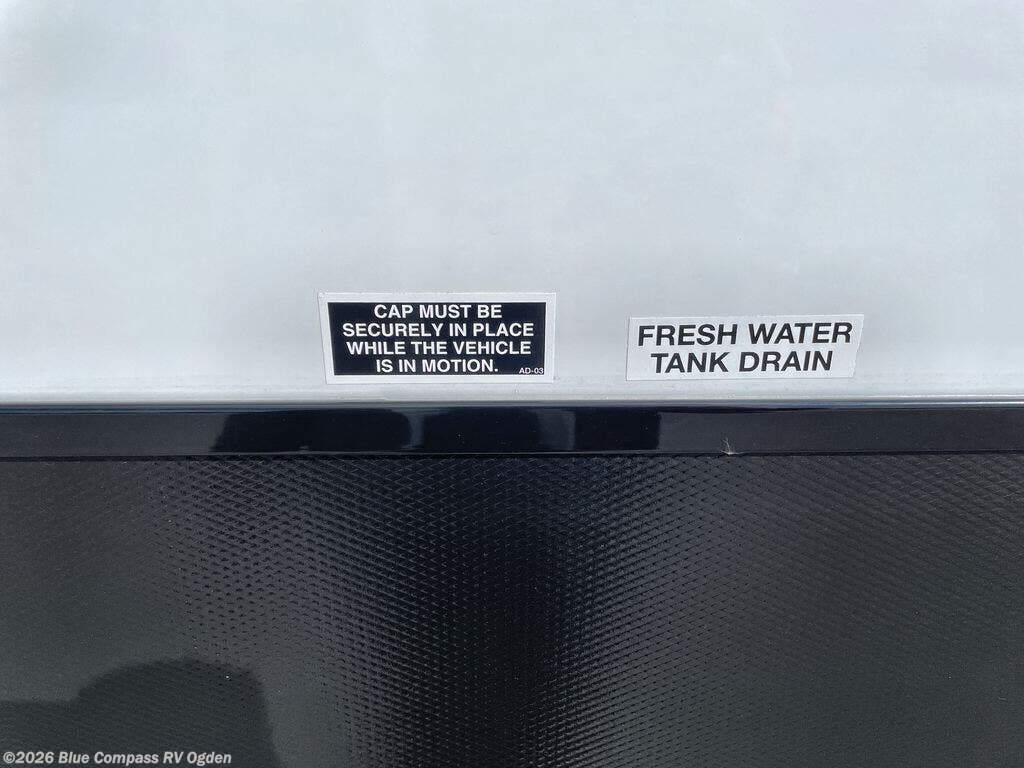 CAP MUST BE
SECURELY IN PLACE
WHILE THE VEHICLE
IS IN MOTION.
AD-03
FRESH WATER
TANK DRAIN
©2026 Blue Compass RV Ogden